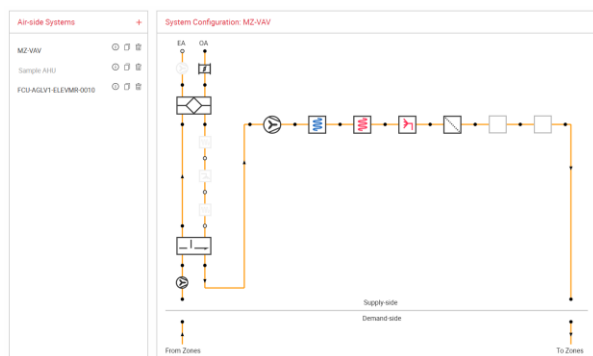 Air-side Systems +
MZ-VAV
Sample AHU
FCU-AGLV1-ELEVMR-0010
System Configuration: MZ-VAV
EA OA
Supply-side
Demand-side
From Zones To Zones